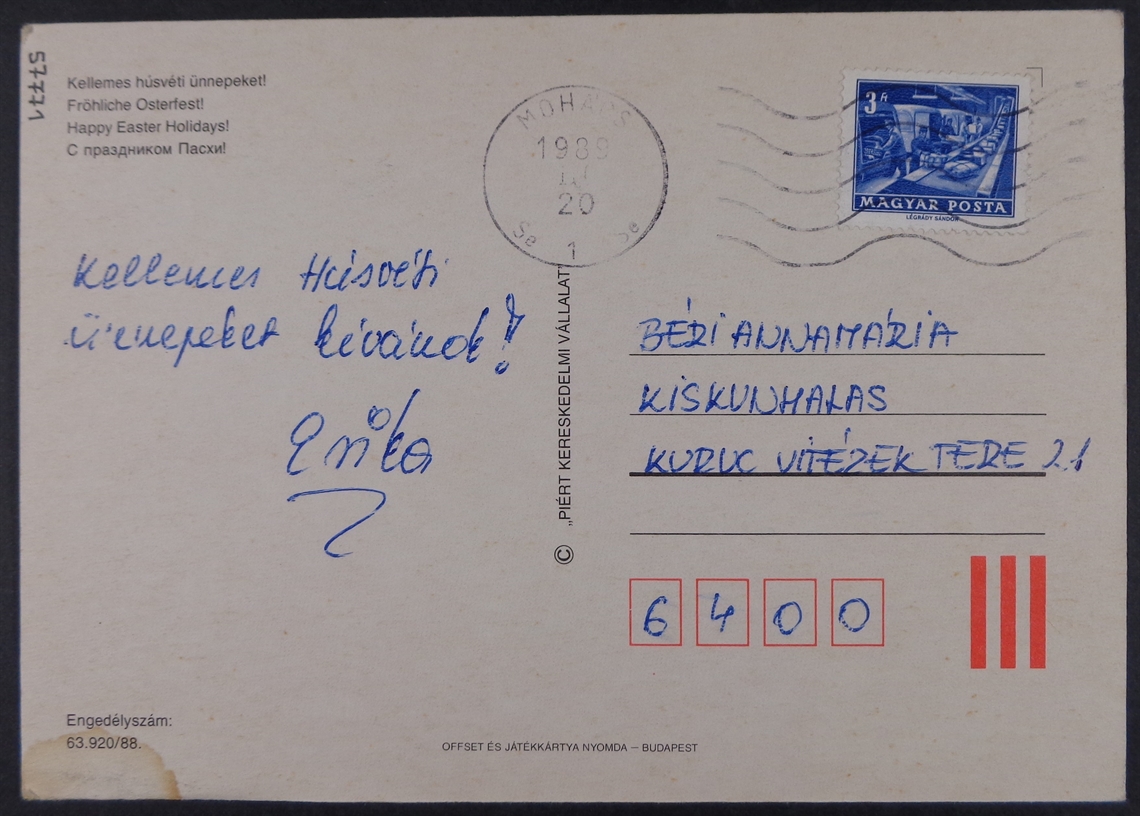 57771
Kellemes húsvéti ünnepeket!
Fröhliche Osterfest!
Happy Easter Holidays!
С праздником Пасхи!
MOHÁCS
1989
20
1
3 Ft
MAGYAR POSTA
LÉGRÁDY SÁNDOR
Kellemes Húsvéti
ünnepeket kívánok!
Erika
© „PIÉRT KERESKEDELMI VÁLLALAT”
BÉRI ANNAMÁRIA
KISKUNHALAS
KURUC VITÉZEK TERE 21
6400
Engedélyszám:
63.920/88.
OFFSET ÉS JÁTÉKKÁRTYA NYOMDA – BUDAPEST